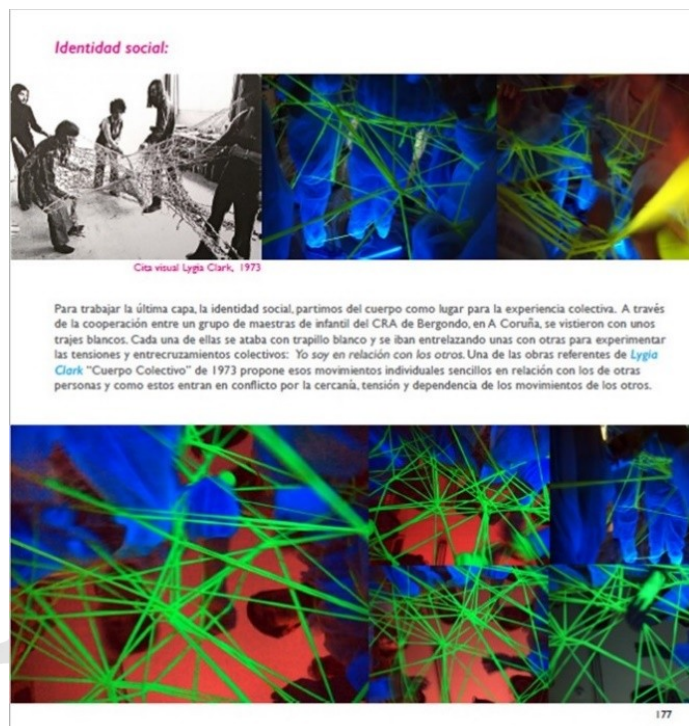 Identidad social:
Cita visual Lygia Clark, 1973
Para trabajar la última capa, la identidad social, partimos del cuerpo como lugar para la experiencia colectiva. A través
de la cooperación entre un grupo de maestras de infantil del CRA de Bergondo, en A Coruña, se vistieron con unos
trajes blancos. Cada una de ellas se ataba con trapillo blanco y se iban entrelazando unas con otras para experimentar
las tensiones y entrecruzamientos colectivos: Yo soy en relación con los otros. Una de las obras referentes de Lygia
Clark "Cuerpo Colectivo" de 1973 propone esos movimientos individuales sencillos en relación con los de otras
personas y como estos entran en conflicto por la cercanía, tensión y dependencia de los movimientos de los otros.
177